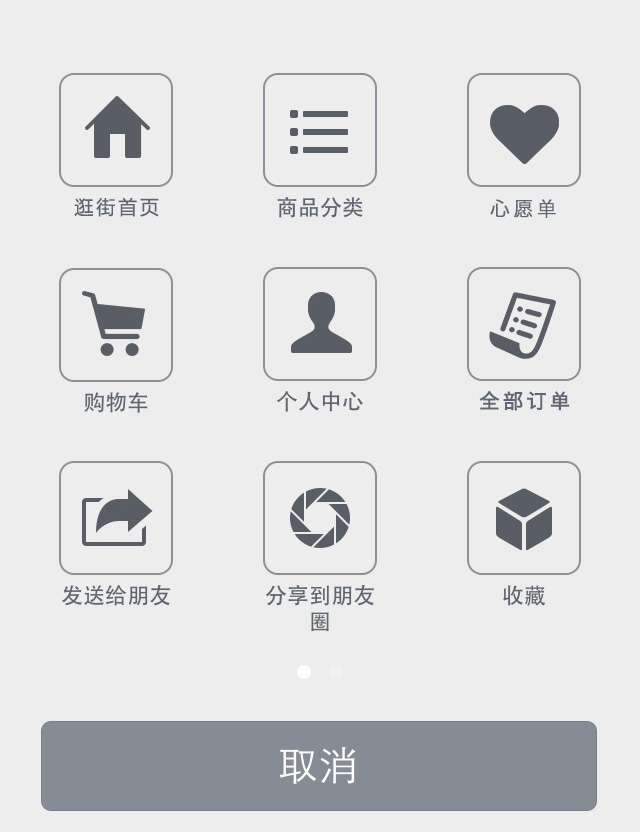 逛街首页
商品分类
心愿单
购物车
个人中心
全部订单
发送给朋友
分享到朋友
圈
收藏
取消